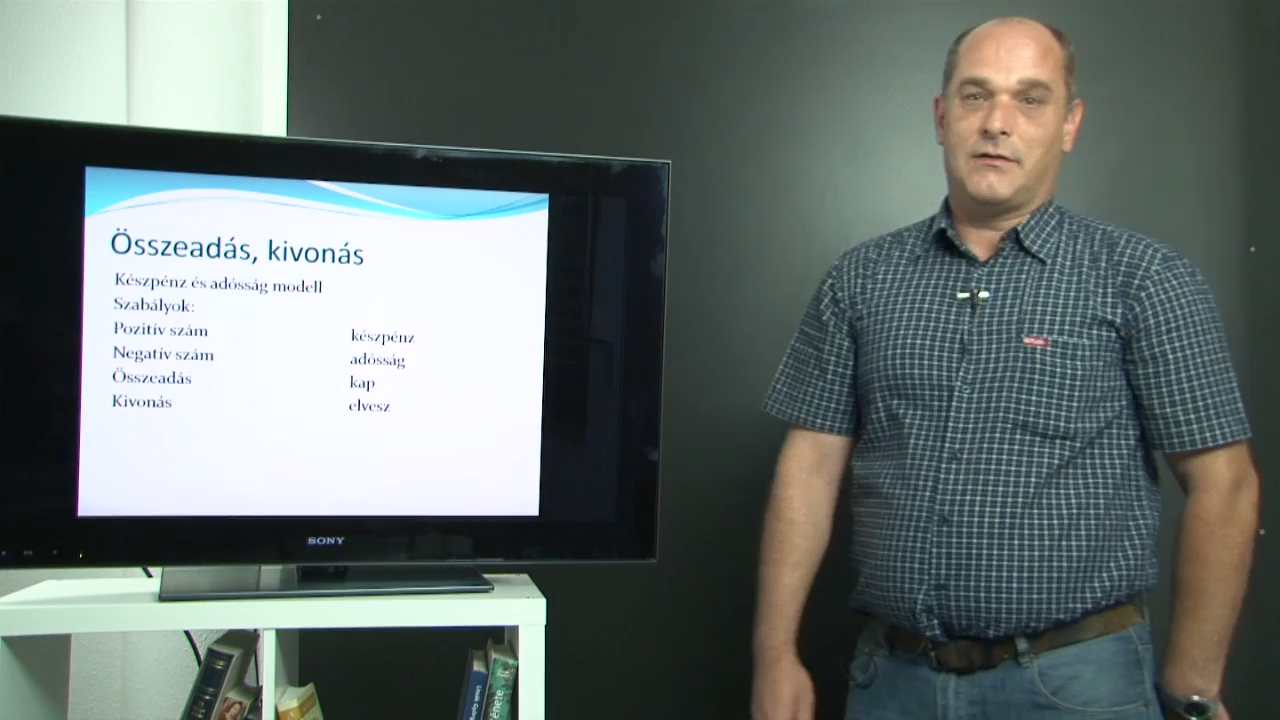 Összeadás, kivonás
Készpénz és adósság modell
Szabályok:
Pozitív szám készpénz
Negatív szám adósság
Összeadás kap
Kivonás elvesz
SONY